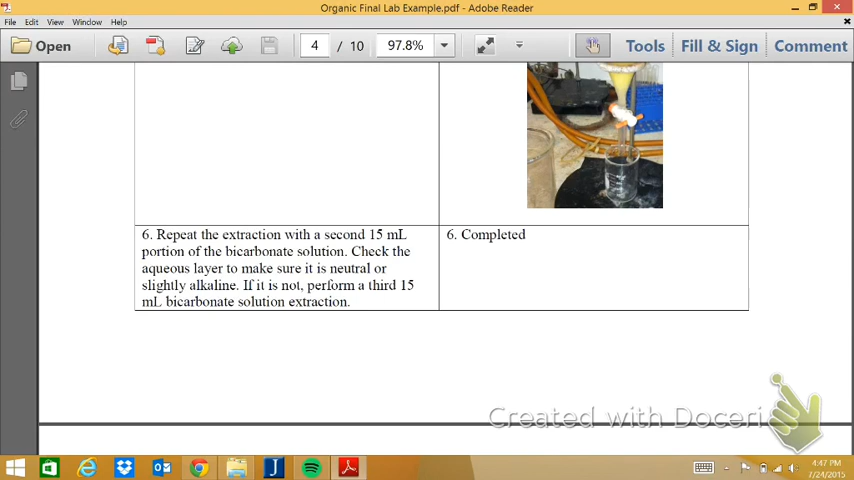 Organic Final Lab Example.pdf - Adobe Reader
File Edit View Window Help
Open 4 / 10 97.8% Tools Fill & Sign Comment
6. Repeat the extraction with a second 15 mL
portion of the bicarbonate solution. Check the
aqueous layer to make sure it is neutral or
slightly alkaline. If it is not, perform a third 15
mL bicarbonate solution extraction.
6. Completed
Created with Doceri
4:47 PM
7/24/2015